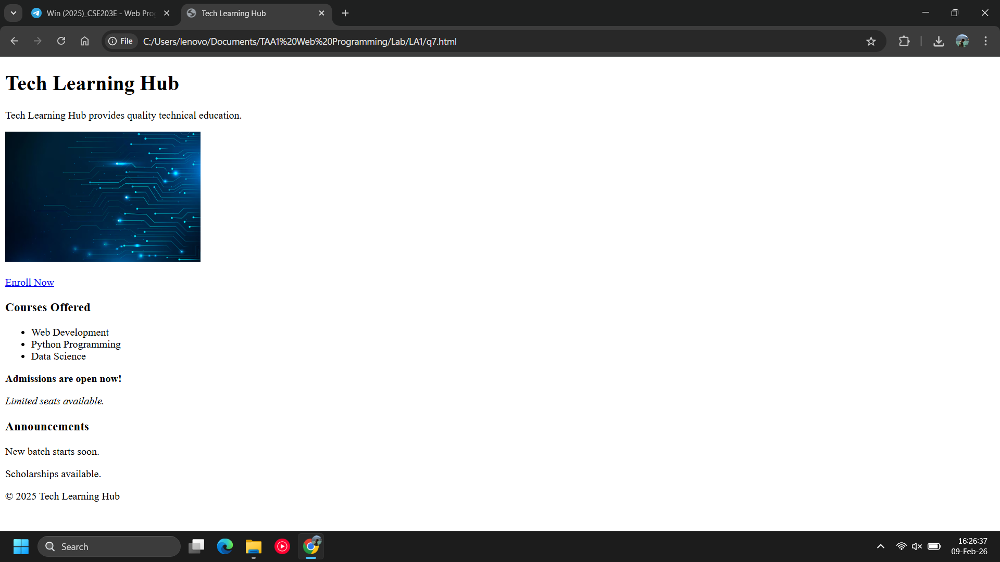 Win (2025)_CSE203E - Web Pro
Tech Learning Hub
File
C:/Users/lenovo/Documents/TAA1%20Web%20Programming/Lab/LA1/q7.html
Tech Learning Hub
Tech Learning Hub provides quality technical education.
Enroll Now
Courses Offered
• Web Development
• Python Programming
• Data Science
Admissions are open now!
Limited seats available.
Announcements
New batch starts soon.
Scholarships available.
© 2025 Tech Learning Hub
Search
16:26:37
09-Feb-26